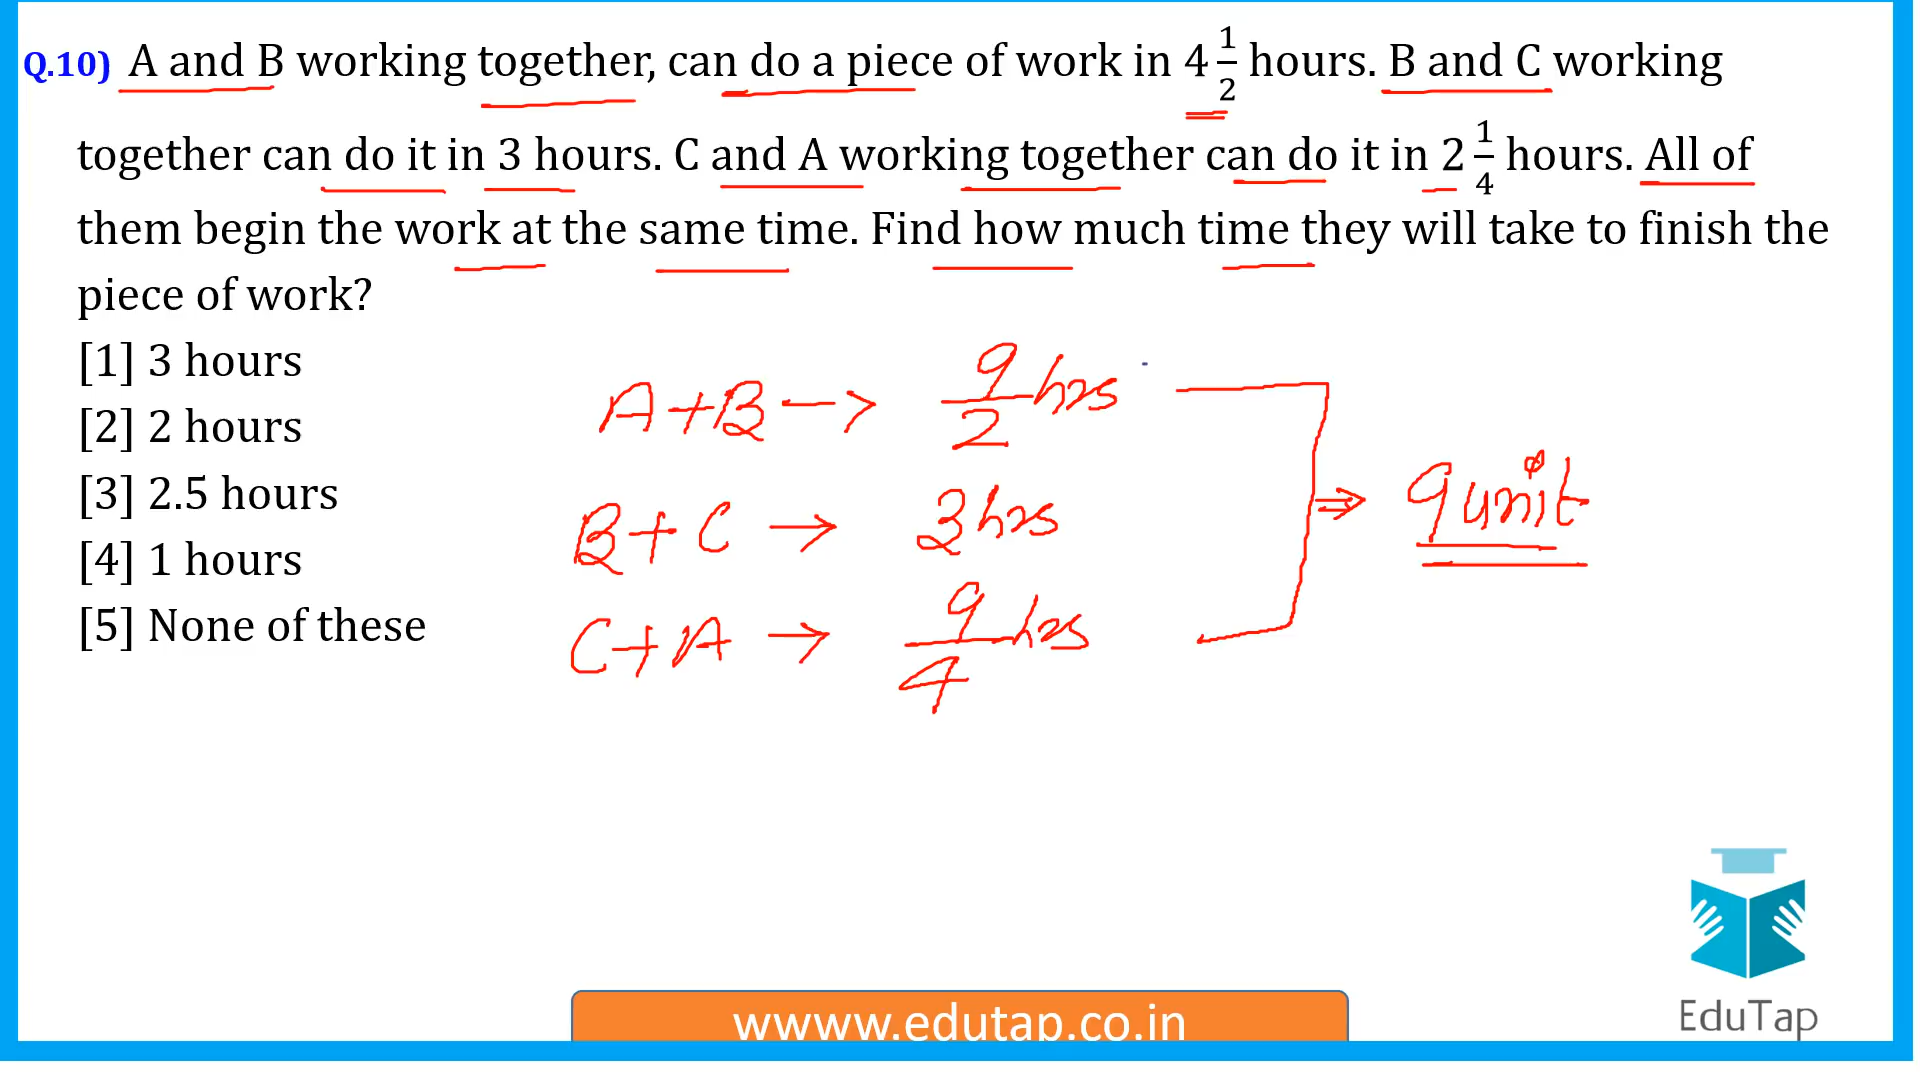 Q.10) A and B working together, can do a piece of work in 4 1/2 hours. B and C working
together can do it in 3 hours. C and A working together can do it in 2 1/4 hours. All of
them begin the work at the same time. Find how much time they will take to finish the
piece of work?
[1] 3 hours
[2] 2 hours
[3] 2.5 hours
[4] 1 hours
[5] None of these
A+B → 9/2 hrs
B+C → 3 hrs
C+A → 9/4 hrs
⇒ 9 unit
EduTap
wwww.edutap.co.in